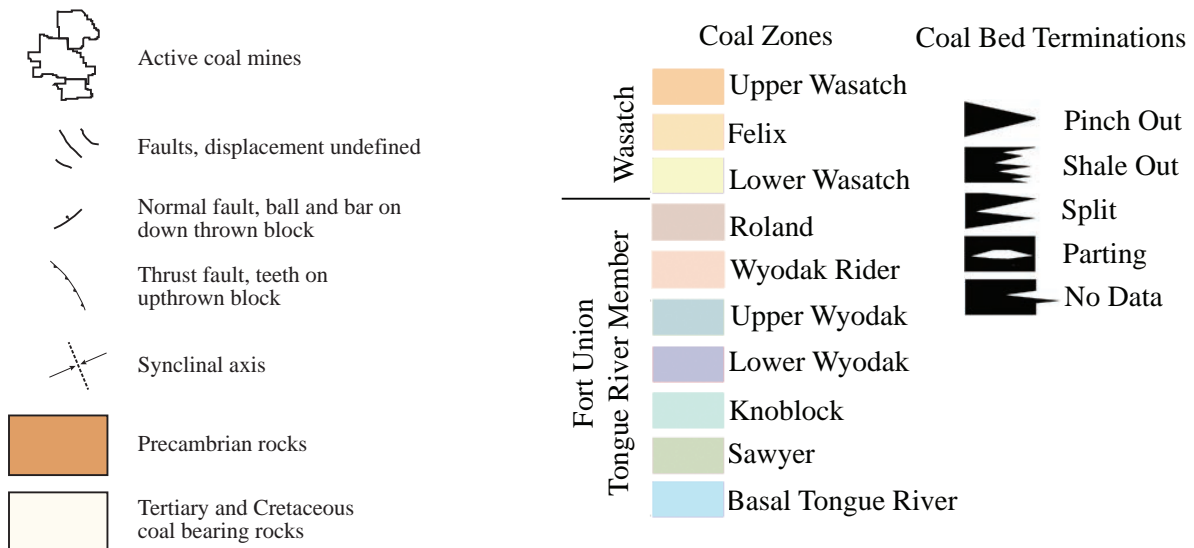 Active coal mines
Faults, displacement undefined
Normal fault, ball and bar on
down thrown block
Thrust fault, teeth on
upthrown block
Synclinal axis
Precambrian rocks
Tertiary and Cretaceous
coal bearing rocks
Coal Zones
Wasatch
Upper Wasatch
Felix
Lower Wasatch
Fort Union
Tongue River Member
Roland
Wyodak Rider
Upper Wyodak
Lower Wyodak
Knoblock
Sawyer
Basal Tongue River
Coal Bed Terminations
Pinch Out
Shale Out
Split
Parting
No Data